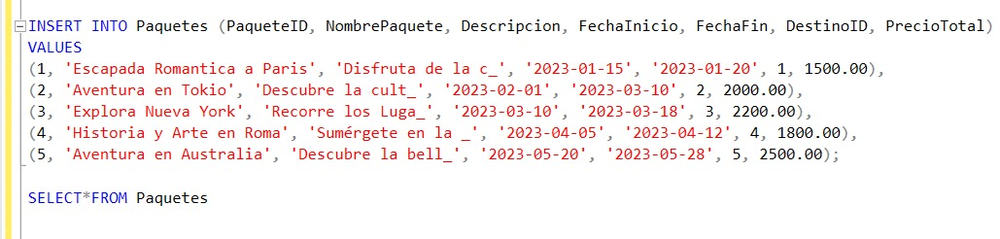 INSERT INTO Paquetes (PaqueteID, NombrePaquete, Descripcion, FechaInicio, FechaFin, DestinoID, PrecioTotal)
VALUES
(1, 'Escapada Romantica a Paris', 'Disfruta de la c_', '2023-01-15', '2023-01-20', 1, 1500.00),
(2, 'Aventura en Tokio', 'Descubre la cult_', '2023-02-01', '2023-03-10', 2, 2000.00),
(3, 'Explora Nueva York', 'Recorre los Luga_', '2023-03-10', '2023-03-18', 3, 2200.00),
(4, 'Historia y Arte en Roma', 'Sumérgete en la _', '2023-04-05', '2023-04-12', 4, 1800.00),
(5, 'Aventura en Australia', 'Descubre la bell_', '2023-05-20', '2023-05-28', 5, 2500.00);
SELECT*FROM Paquetes